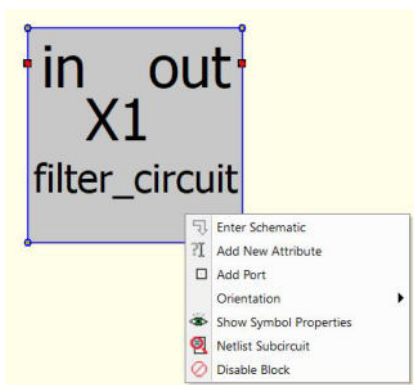 in out
X1
filter_circuit
Enter Schematic
Add New Attribute
Add Port
Orientation
Show Symbol Properties
Netlist Subcircuit
Disable Block